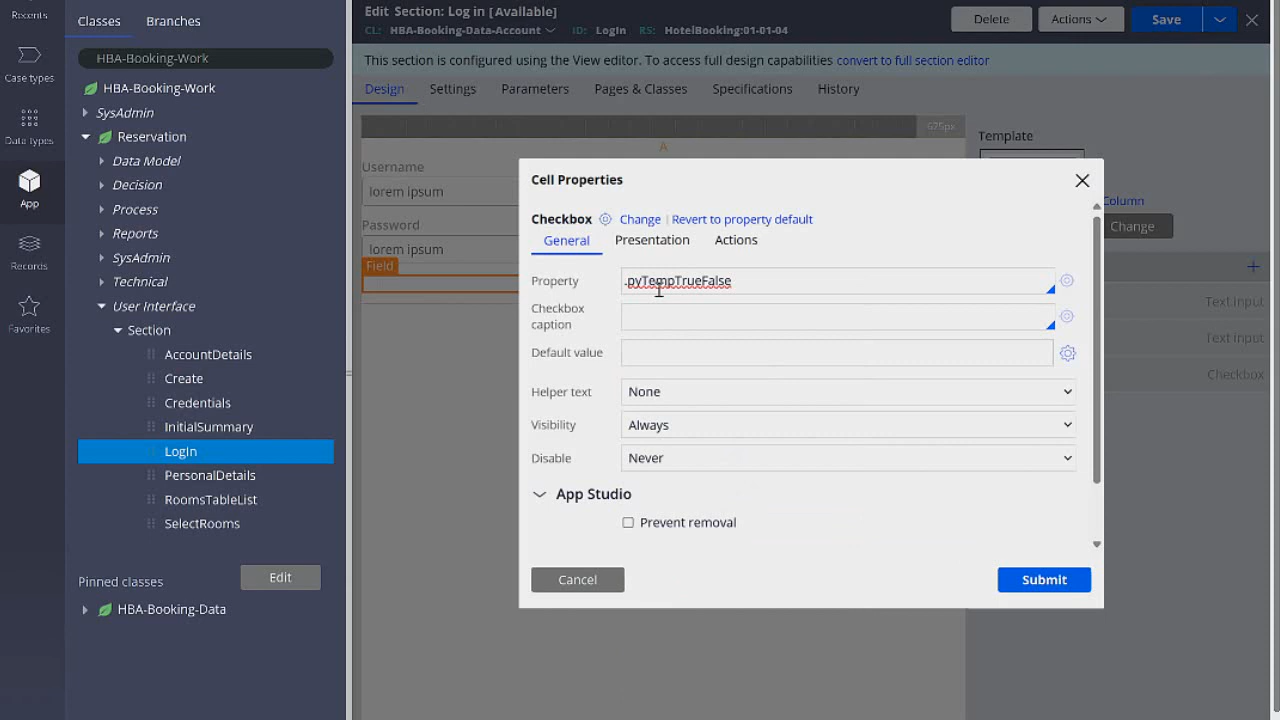 Recents
Case types
Data types
App
Records
Favorites
Classes
Branches
HBA-Booking-Work
HBA-Booking-Work
SysAdmin
Reservation
Data Model
Decision
Process
Reports
SysAdmin
Technical
User Interface
Section
AccountDetails
Create
Credentials
InitialSummary
LogIn
PersonalDetails
RoomsTableList
SelectRooms
Pinned classes
Edit
HBA-Booking-Data
Edit Section: Log in [Available]
CL: HBA-Booking-Data-Account ID: LogIn RS: HotelBooking:01-01-04
Delete
Actions
Save
This section is configured using the View editor. To access full design capabilities convert to full section editor
Design
Settings
Parameters
Pages & Classes
Specifications
History
675px
A
Username
lorem ipsum
Password
lorem ipsum
Field
Template
Column
Change
Text input
Text input
Checkbox
Cell Properties
Checkbox Change | Revert to property default
General
Presentation
Actions
Property .pyTempTrueFalse
Checkbox
caption
Default value
Helper text None
Visibility Always
Disable Never
App Studio
Prevent removal
Cancel
Submit